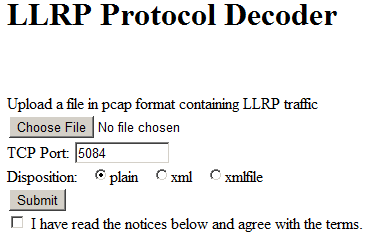 LLRP Protocol Decoder
Upload a file in pcap format containing LLRP traffic
Choose File No file chosen
TCP Port: 5084
Disposition: plain xml xmlfile
Submit
I have read the notices below and agree with the terms.